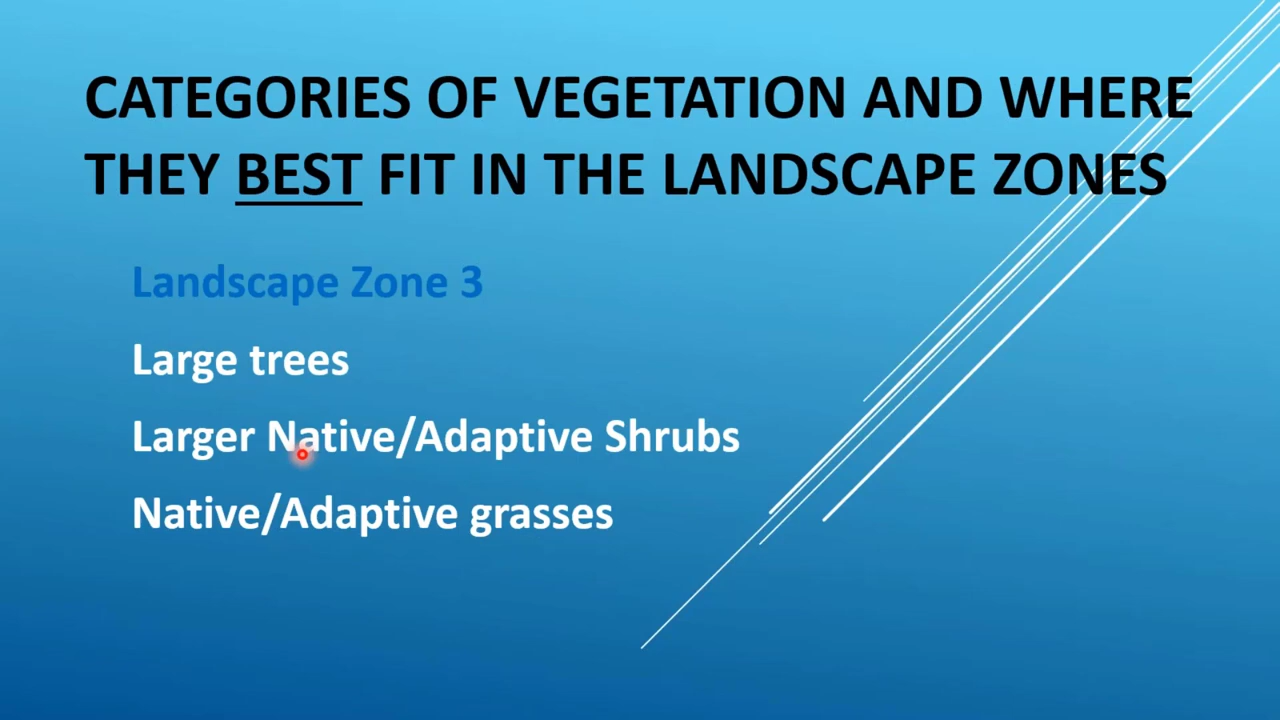 CATEGORIES OF VEGETATION AND WHERE
THEY BEST FIT IN THE LANDSCAPE ZONES
Landscape Zone 3
Large trees
Larger Native/Adaptive Shrubs
Native/Adaptive grasses